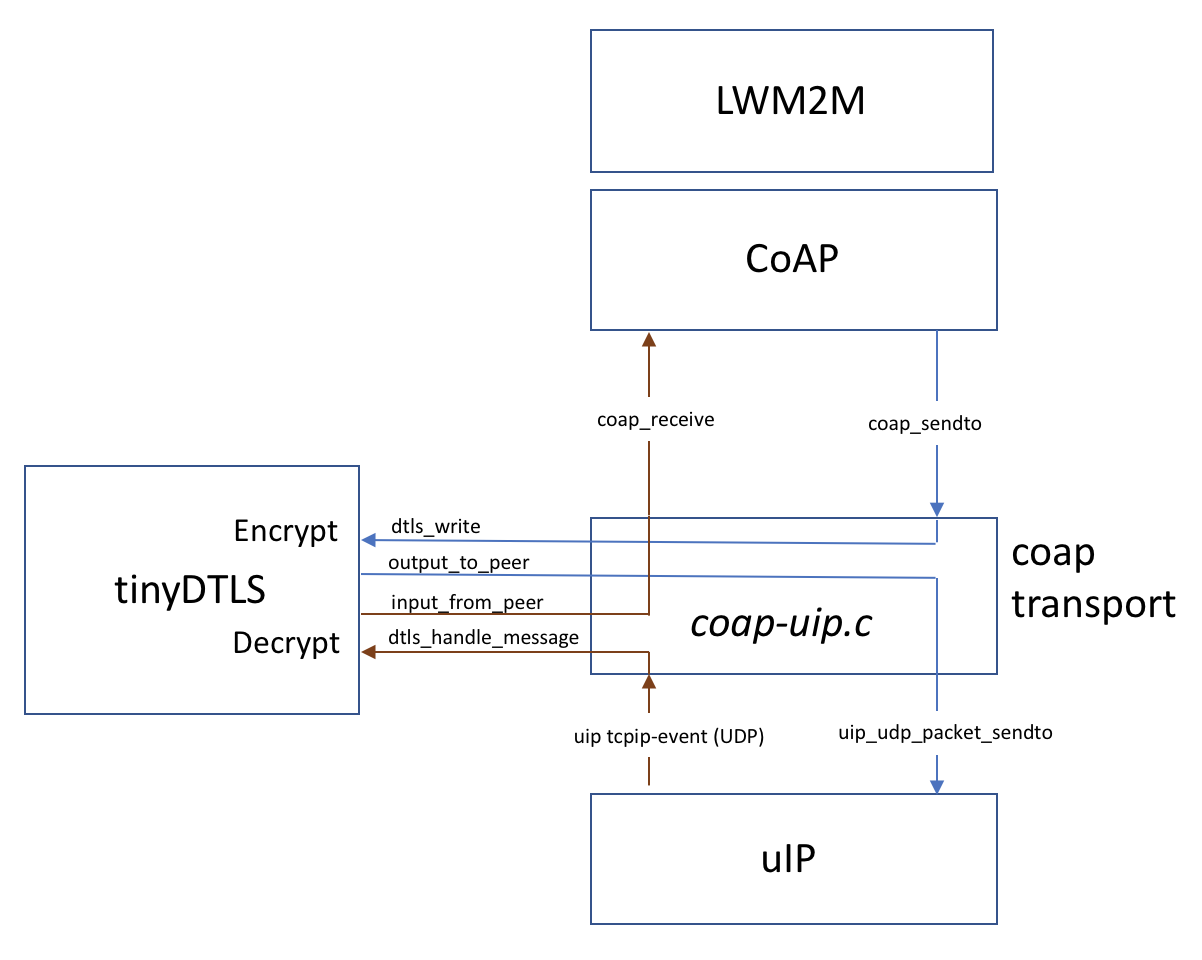 LWM2M
CoAP
coap_receive
coap_sendto
Encrypt
tinyDTLS
Decrypt
dtls_write
output_to_peer
input_from_peer
dtls_handle_message
coap-uip.c
coap
transport
uip tcpip-event (UDP)
uip_udp_packet_sendto
uIP